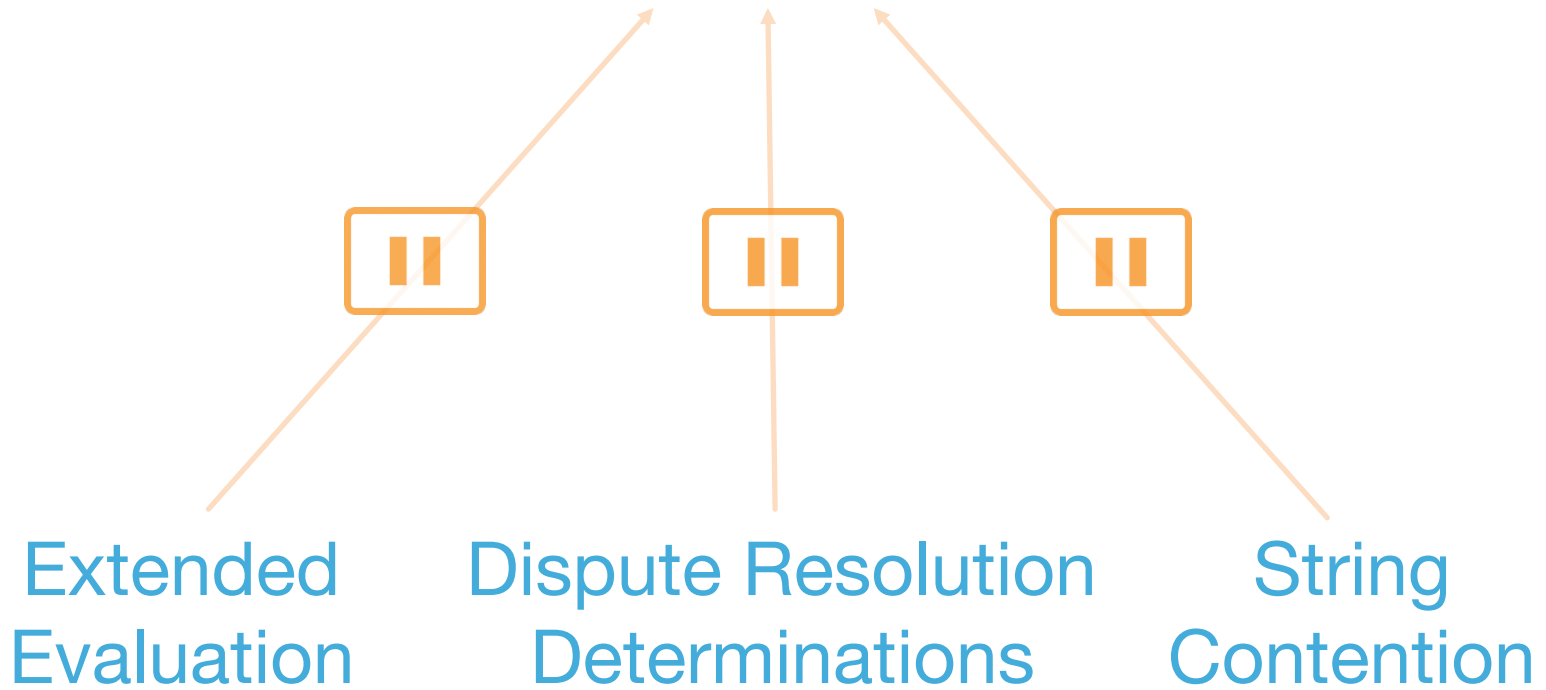 Extended
Evaluation
Dispute Resolution
Determinations
String
Contention